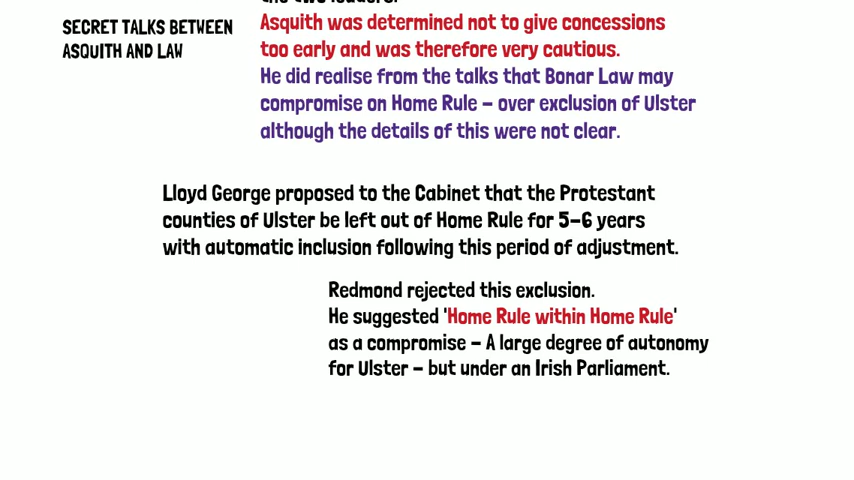 the two leaders.
SECRET TALKS BETWEEN
ASQUITH AND LAW
Asquith was determined not to give concessions
too early and was therefore very cautious.
He did realise from the talks that Bonar Law may
compromise on Home Rule – over exclusion of Ulster
although the details of this were not clear.
Lloyd George proposed to the Cabinet that the Protestant
counties of Ulster be left out of Home Rule for 5–6 years
with automatic inclusion following this period of adjustment.
Redmond rejected this exclusion.
He suggested 'Home Rule within Home Rule'
as a compromise – A large degree of autonomy
for Ulster – but under an Irish Parliament.